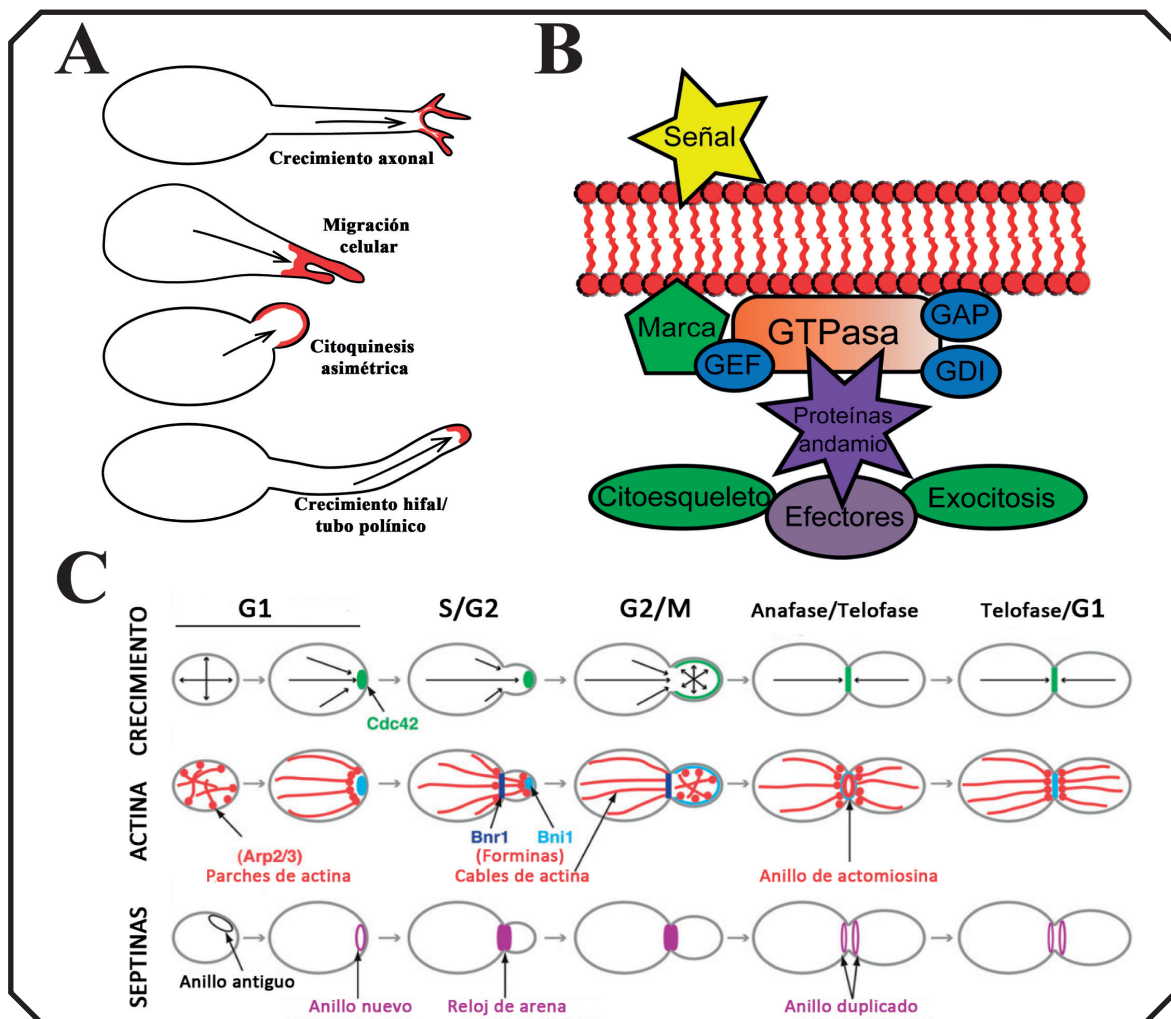 A
Crecimiento axonal
Migración
celular
Citoquinesis
asimétrica
Crecimiento hifal/
tubo polínico
B
Señal
Marca
GEF
GTPasa
GAP
GDI
Proteínas
andamio
Citoesqueleto
Efectores
Exocitosis
C
G1
S/G2
G2/M
Anafase/Telofase
Telofase/G1
CRECIMIENTO
Cdc42
ACTINA
(Arp2/3)
Parches de actina
Bnr1
Bni1
(Forminas)
Cables de actina
Anillo de actomiosina
SEPTINAS
Anillo antiguo
Anillo nuevo
Reloj de arena
Anillo duplicado